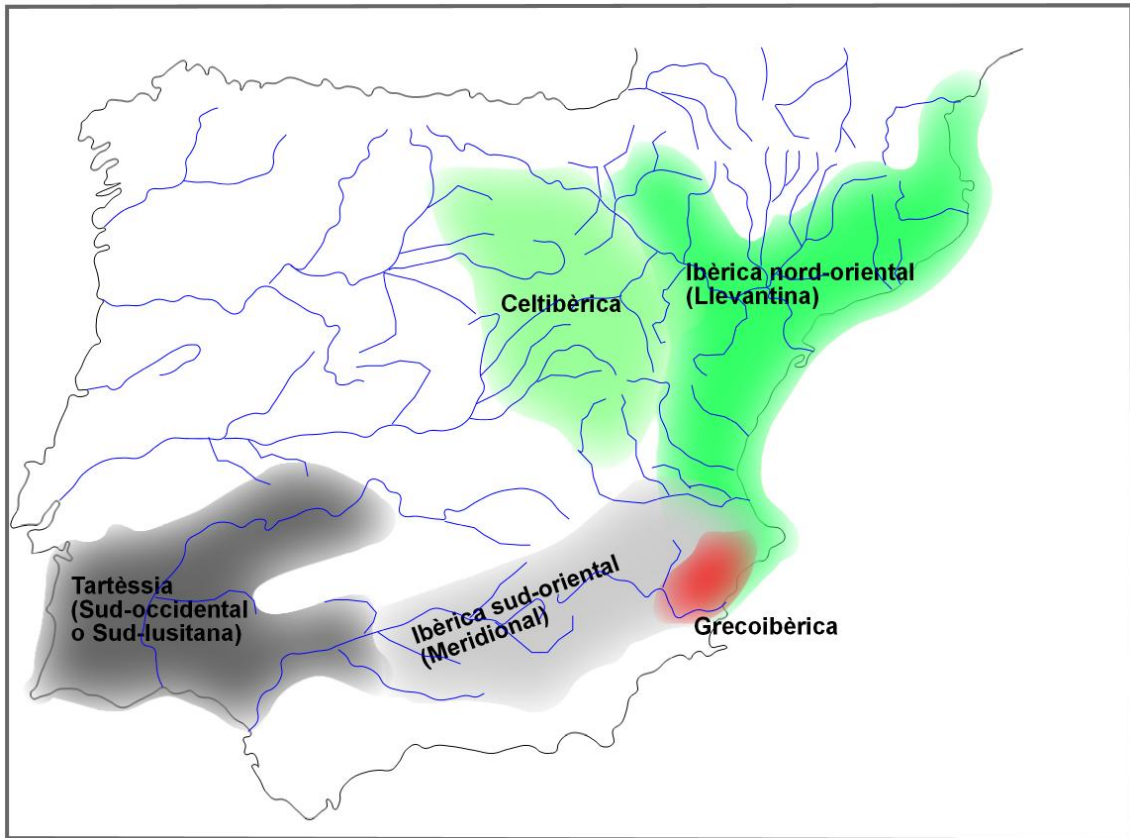 Ibèrica nord-oriental
(Llevantina)
Celtibèrica
Tartèssia
(Sud-occidental
o Sud-lusitana)
Ibèrica sud-oriental
(Meridional)
Grecoibèrica